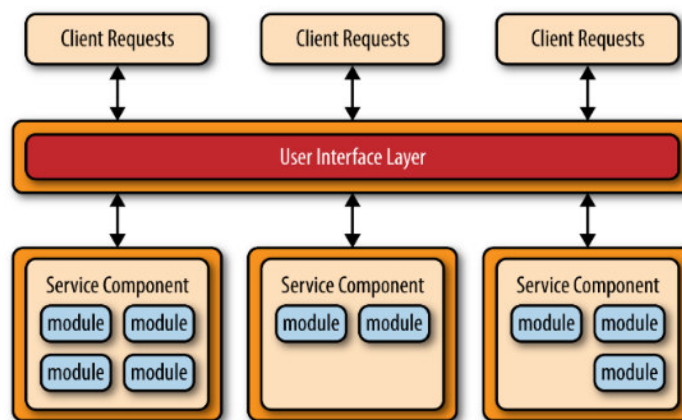 Client Requests
Client Requests
Client Requests
User Interface Layer
Service Component
module module
module module
Service Component
module module
Service Component
module module
module